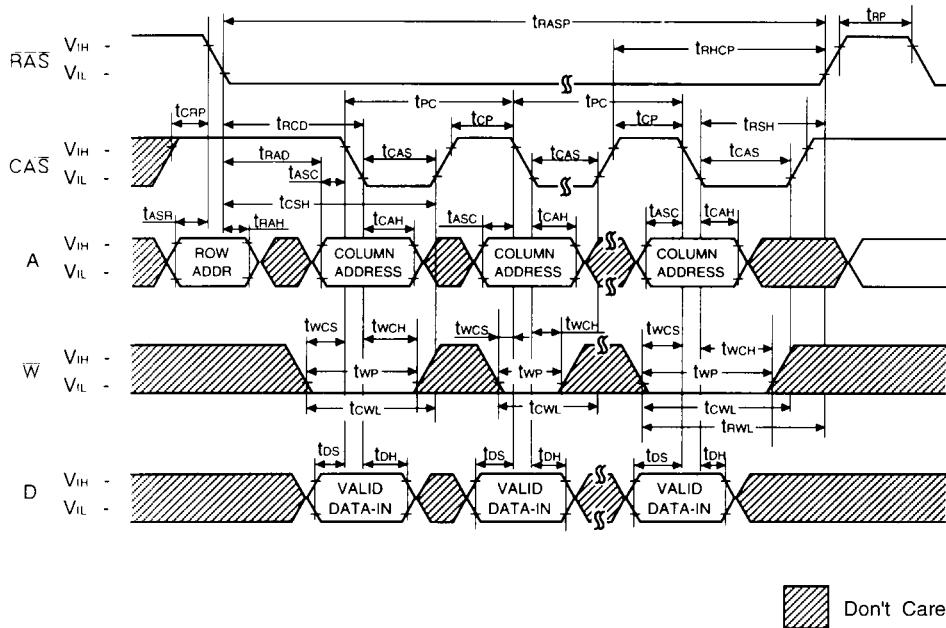 tRASP
tRP
RAS
VIH -
VIL -
tRHCP
tCRP
tRCD
tPC
tPC
tCP
tCP
tRSH
CAS
VIH -
VIL -
tRAD
tCAS
tCAS
tCAS
tASC
tCSH
tASR
tRAH
tCAH
tASC
tCAH
tASC
tCAH
A
VIH -
VIL -
ROW
ADDR
COLUMN
ADDRESS
COLUMN
ADDRESS
COLUMN
ADDRESS
tWCS
tWCH
tWCS
tWCH
tWCS
tWCH
W
VIH -
VIL -
tWP
tWP
tWP
tCWL
tCWL
tCWL
tRWL
tDS
tDH
tDS
tDH
tDS
tDH
D
VIH -
VIL -
VALID
DATA-IN
VALID
DATA-IN
VALID
DATA-IN
Don't Care